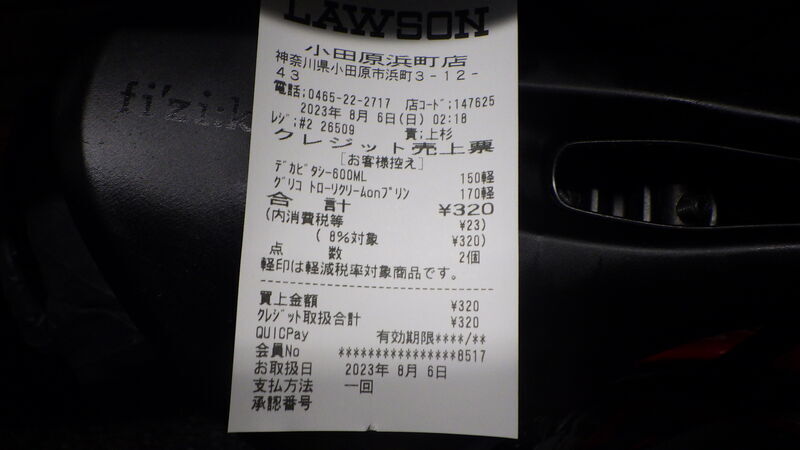 LAWSON
小田原浜町店
神奈川県小田原市浜町3-12-
43
電話;0465-22-2717 店コード;147625
2023年 8月 6日(日) 02:18
レジ;#2 26509 責;上杉
クレジット売上票
[お客様控え]
デカビタシー600ML 150軽
グリコ トローリクリームonプリン 170軽
合 計 ¥320
(内消費税等 ¥23)
( 8%対象 ¥320)
点 数 2個
軽印は軽減税率対象商品です。
買上金額 ¥320
クレジット取扱合計 ¥320
QUICPay 有効期限****/**
会員No ****************8517
お取扱日 2023年 8月 6日
支払方法 一回
承認番号
fi'zi:k